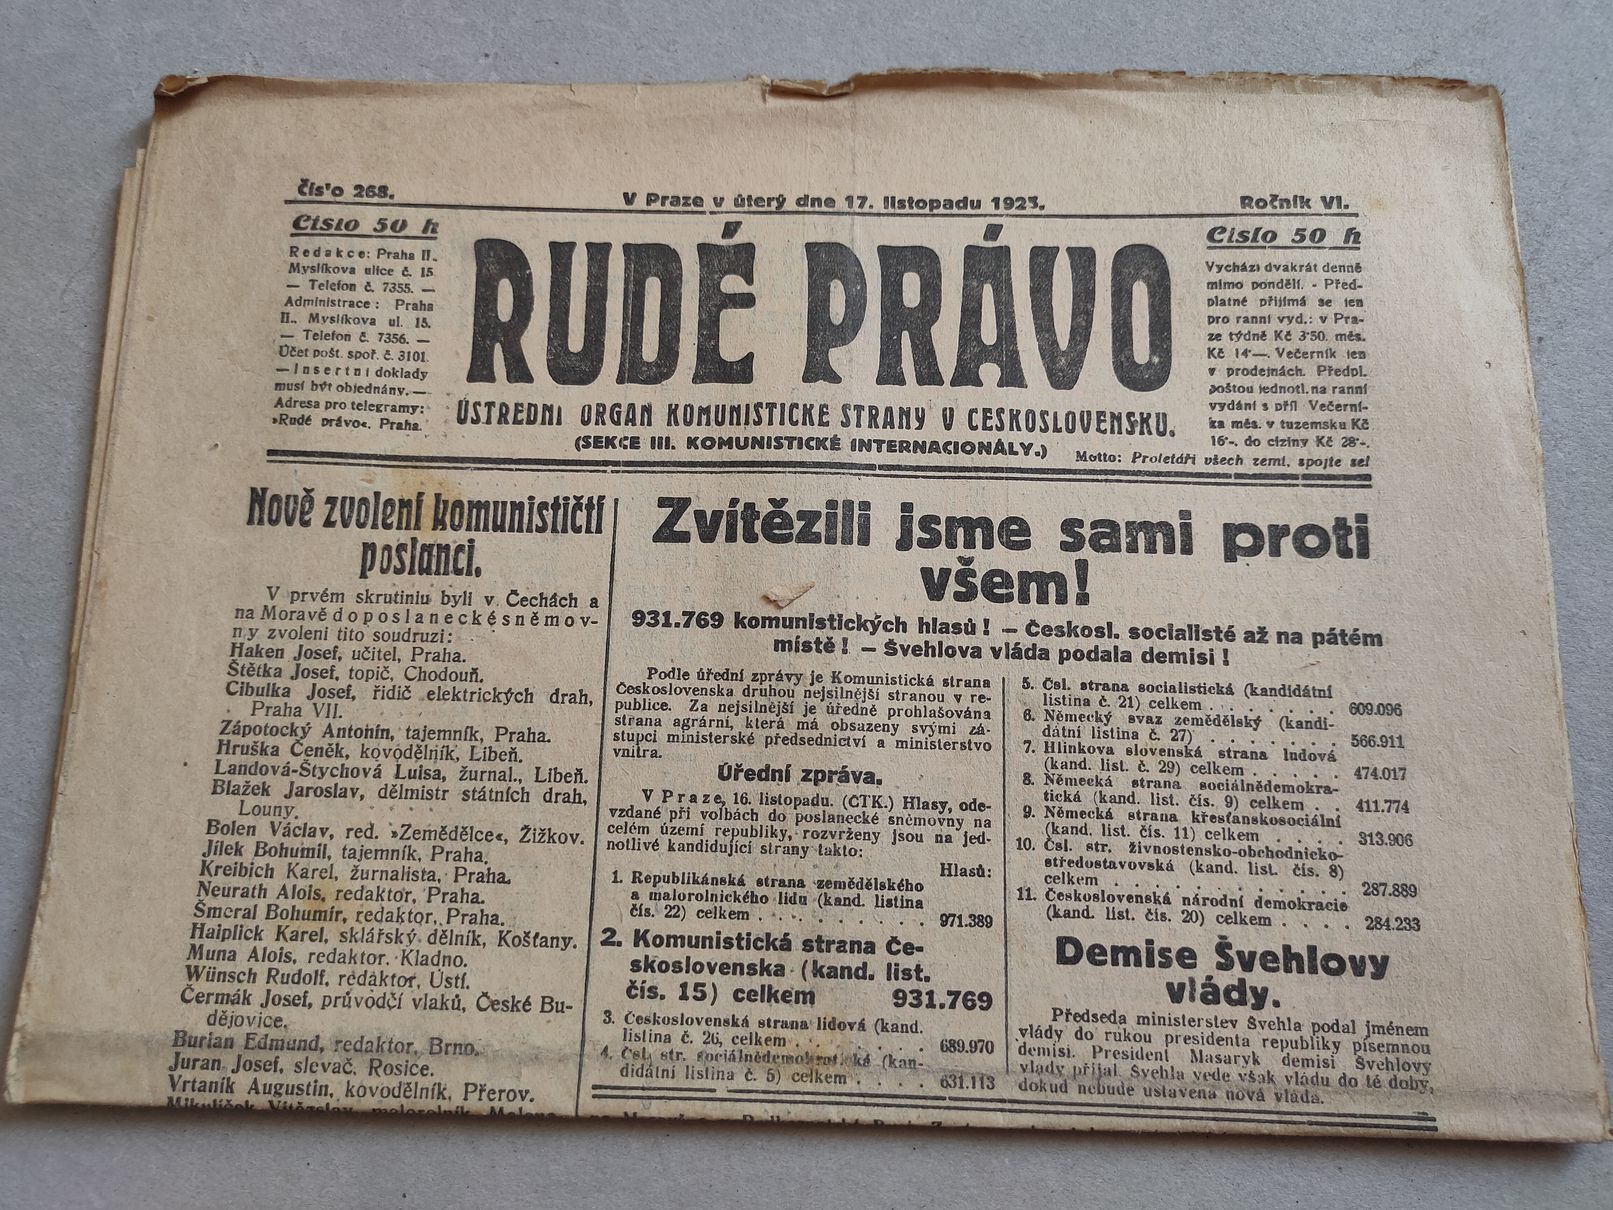 Číslo 268.
V Praze v úterý dne 17. listopadu 1925.
Ročník VI.
Cislo 50 h
Redakce: Praha II.
Myslíkova ulice č. 15
— Telefon č. 7355. —
Administrace: Praha
II., Myslíkova ul. 15.
— Telefon č. 7356. —
Účet pošt. spoř. č. 3101.
— Insertní doklady
musí být objednány. —
Adresa pro telegramy:
»Rudé právo«. Praha.
RUDÉ PRÁVO
ÚSTŘEDNI ORGAN KOMUNISTICKE STRANY V CESKOSLOVENSKU.
(SEKCE III. KOMUNISTICKÉ INTERNACIONÁLY.)
Motto: Proletáři všech zemí, spojte se!
Cislo 50 h
Vychází dvakrát denně
mimo pondělí. - Před-
platné přijímá se jen
pro ranní vyd.: v Pra-
ze týdně Kč 3·50, měs.
Kč 14·—. Večerník jen
v prodejnách. Předpl.
poštou jednotl. na ranní
vydání s příl. Večerní-
ka měs. v tuzemsku Kč
16·-, do ciziny Kč 28·-.
Nově zvolení komunističtí
poslanci.
V prvém skrutiniu byli v Čechách a
na Moravě do poslanecké sněmov-
ny zvoleni tito soudruzi:
Haken Josef, učitel, Praha.
Štětka Josef, topič, Chodouň.
Cibulka Josef, řidič elektrických drah,
Praha VII.
Zápotocký Antonín, tajemník, Praha.
Hruška Čeněk, kovodělník, Libeň.
Landová-Štychová Luisa, žurnal., Libeň.
Blažek Jaroslav, dělmistr státních drah,
Louny.
Bolen Václav, red. »Zemědělce«, Žižkov.
Jílek Bohumil, tajemník, Praha.
Kreibich Karel, žurnalista, Praha.
Neurath Alois, redaktor, Praha.
Šmeral Bohumír, redaktor, Praha.
Haiplick Karel, sklářský dělník, Košťany.
Muna Alois, redaktor, Kladno.
Wünsch Rudolf, redaktor, Ústí.
Čermák Josef, průvodčí vlaků, České Bu-
dějovice.
Burian Edmund, redaktor, Brno.
Juran Josef, slevač, Rosice.
Vrtaník Augustin, kovodělník, Přerov.
Mikulíček Vítězslav, malorolník,
Zvítězili jsme sami proti
všem!
931.769 komunistických hlasů! — Českosl. socialisté až na pátém
místě! — Švehlova vláda podala demisi!
Podle úřední zprávy je Komunistická strana
Československa druhou nejsilnější stranou v re-
publice. Za nejsilnější je úředně prohlašována
strana agrární, která má obsazeny svými zá-
stupci ministerské předsednictví a ministerstvo
vnitra.
Úřední zpráva.
V Praze, 16. listopadu. (ČTK.) Hlasy, ode-
vzdané při volbách do poslanecké sněmovny na
celém území republiky, rozvrženy jsou na jed-
notlivé kandidující strany takto:
Hlasů:
1. Republikánská strana zemědělského
a malorolnického lidu (kand. listina
čís. 22) celkem . . . . . . . . . 971.389
2. Komunistická strana Če-
skoslovenska (kand. list.
čís. 15) celkem 931.769
3. Československá strana lidová (kand.
listina č. 26, celkem . . . . . . . 689.970
4. Čsl. str. sociálnědemokratická (kan-
didátní listina č. 5) celkem . . . . 631.113
5. Čsl. strana socialistická (kandidátní
listina č. 21) celkem . . . . . . . 609.096
6. Německý svaz zemědělský (kandi-
dátní listina č. 27) . . . . . . . . 566.911
7. Hlinkova slovenská strana ludová
(kand. list. č. 29) celkem . . . . . 474.017
8. Německá strana sociálnědemokra-
tická (kand. list. čís. 9) celkem . . 411.774
9. Německá strana křesťanskosociální
(kand. list. čís. 11) celkem . . . . 313.906
10. Čsl. str. živnostensko-obchodnicko-
středostavovská (kand. list. čís. 8)
celkem . . . . . . . . . . . . . 287.889
11. Československá národní demokracie
(kand. list. čís. 20) celkem . . . . 284.233
Demise Švehlovy
vlády.
Předseda ministerstev Švehla podal jménem
vlády do rukou presidenta republiky písemnou
demisi. President Masaryk demisi Švehlovy
vlády přijal. Švehla vede však vládu do té doby,
dokud nebude ustavena nová vláda.